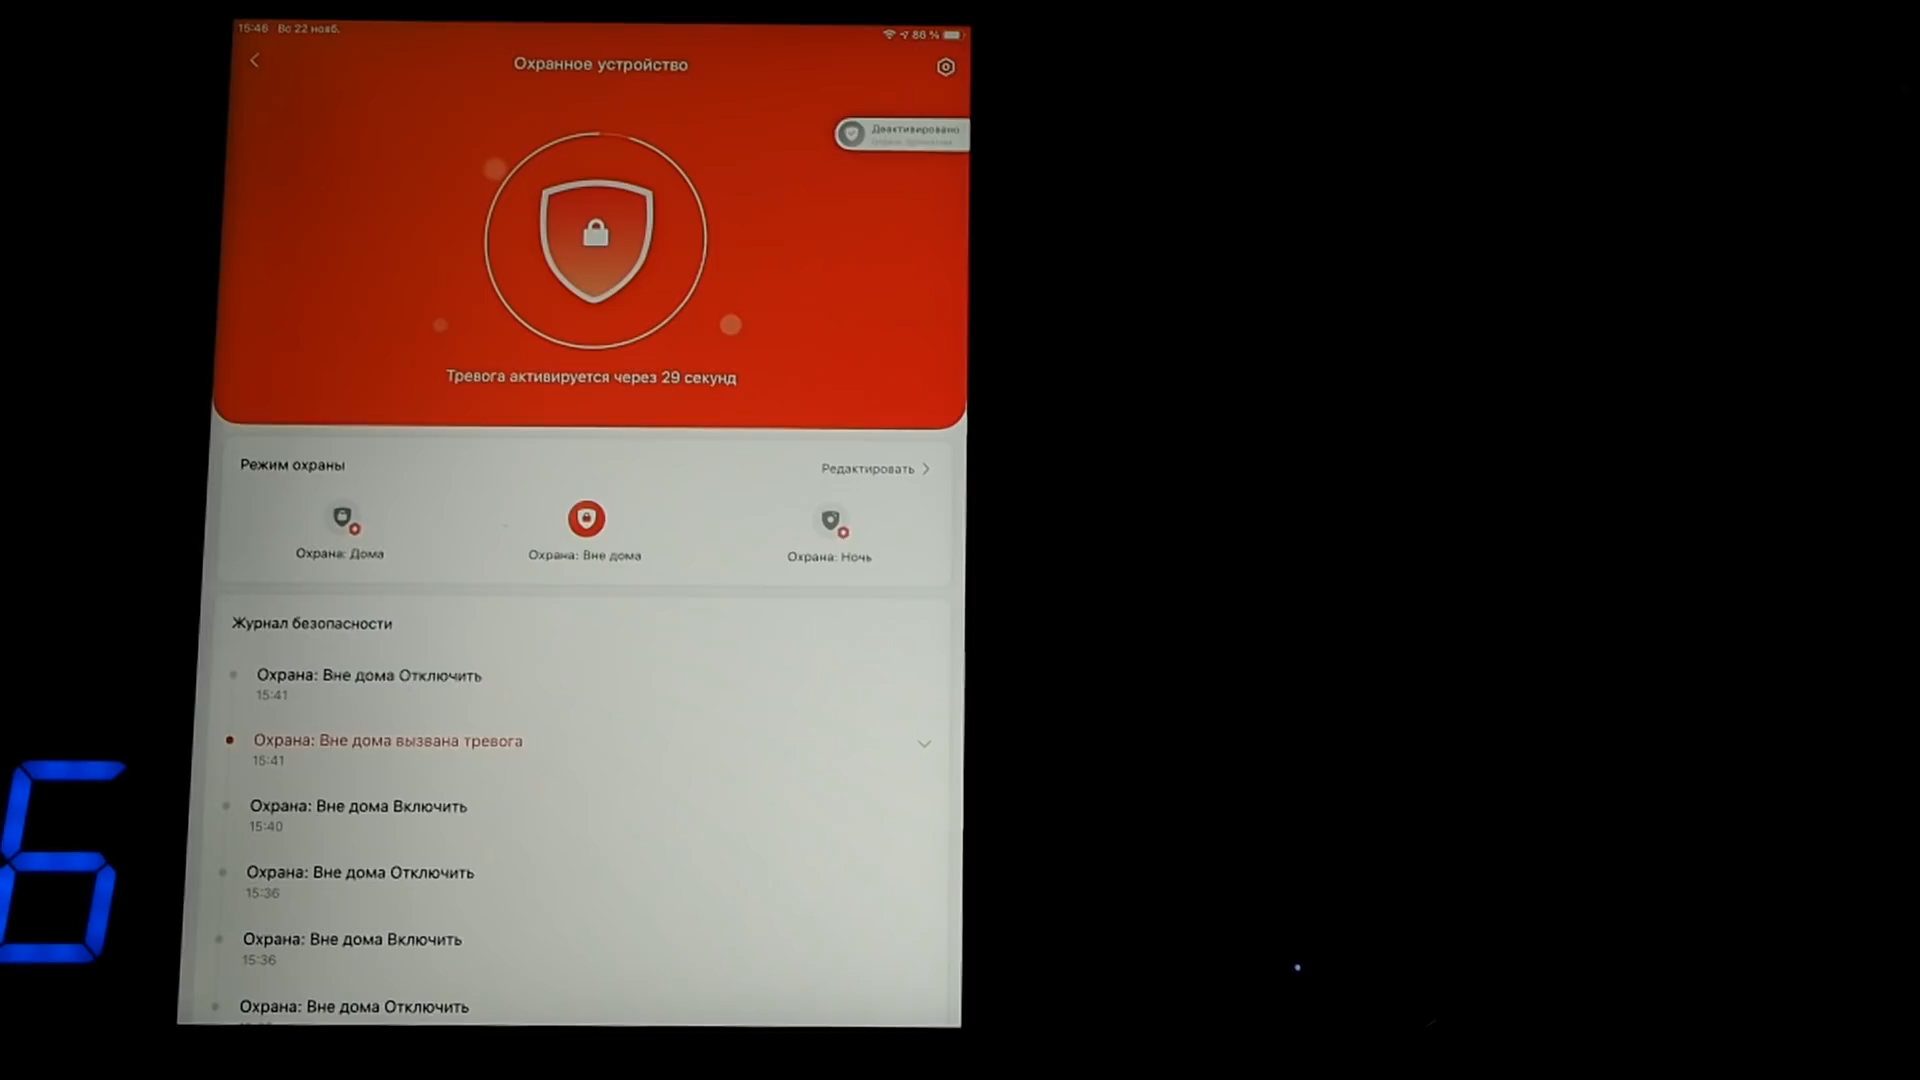 15:46 Вс 22 нояб.
86 %
Охранное устройство
Деактивировано
Тревога активируется через 29 секунд
Режим охраны
Редактировать
Охрана: Дома
Охрана: Вне дома
Охрана: Ночь
Журнал безопасности
Охрана: Вне дома Отключить
15:41
Охрана: Вне дома вызвана тревога
15:41
Охрана: Вне дома Включить
15:40
Охрана: Вне дома Отключить
15:36
Охрана: Вне дома Включить
15:36
Охрана: Вне дома Отключить
6